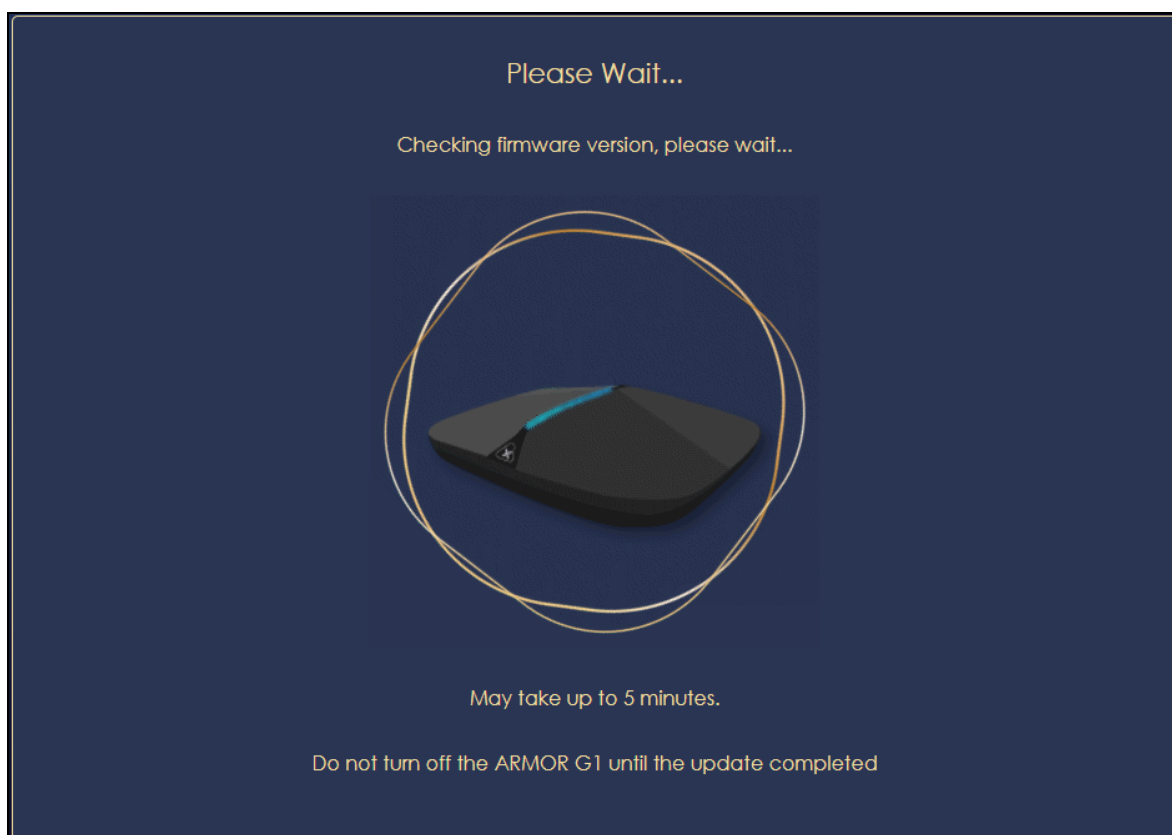 Please Wait...
Checking firmware version, please wait...
May take up to 5 minutes.
Do not turn off the ARMOR G1 until the update completed